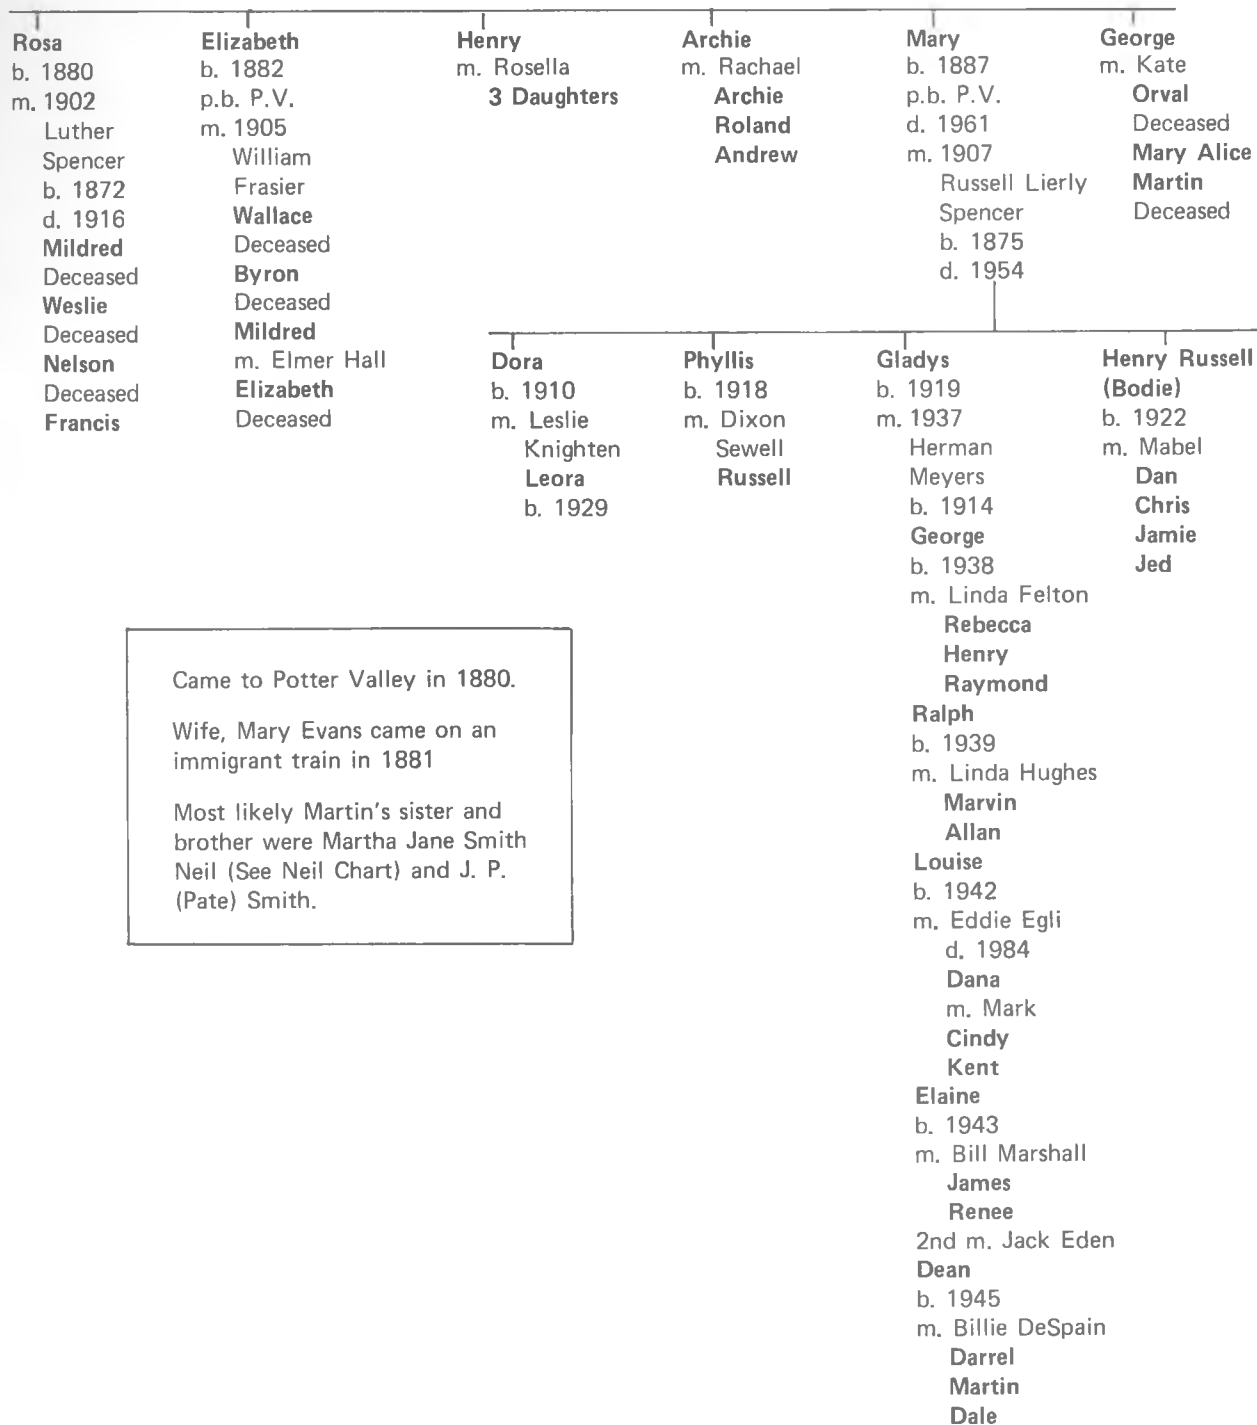 Rosa
b. 1880
m. 1902
Luther
Spencer
b. 1872
d. 1916
Mildred
Deceased
Weslie
Deceased
Nelson
Deceased
Francis
Elizabeth
b. 1882
p.b. P.V.
m. 1905
William
Frasier
Wallace
Deceased
Byron
Deceased
Mildred
m. Elmer Hall
Elizabeth
Deceased
Henry
m. Rosella
3 Daughters
Archie
m. Rachael
Archie
Roland
Andrew
Mary
b. 1887
p.b. P.V.
d. 1961
m. 1907
Russell Lierly
Spencer
b. 1875
d. 1954
George
m. Kate
Orval
Deceased
Mary Alice
Martin
Deceased
Dora
b. 1910
m. Leslie
Knighten
Leora
b. 1929
Phyllis
b. 1918
m. Dixon
Sewell
Russell
Gladys
b. 1919
m. 1937
Herman
Meyers
b. 1914
George
b. 1938
m. Linda Felton
Rebecca
Henry
Raymond
Ralph
b. 1939
m. Linda Hughes
Marvin
Allan
Louise
b. 1942
m. Eddie Egli
d. 1984
Dana
m. Mark
Cindy
Kent
Elaine
b. 1943
m. Bill Marshall
James
Renee
2nd m. Jack Eden
Dean
b. 1945
m. Billie DeSpain
Darrel
Martin
Dale
Henry Russell
(Bodie)
b. 1922
m. Mabel
Dan
Chris
Jamie
Jed
Came to Potter Valley in 1880.
Wife, Mary Evans came on an
immigrant train in 1881
Most likely Martin's sister and
brother were Martha Jane Smith
Neil (See Neil Chart) and J. P.
(Pate) Smith.